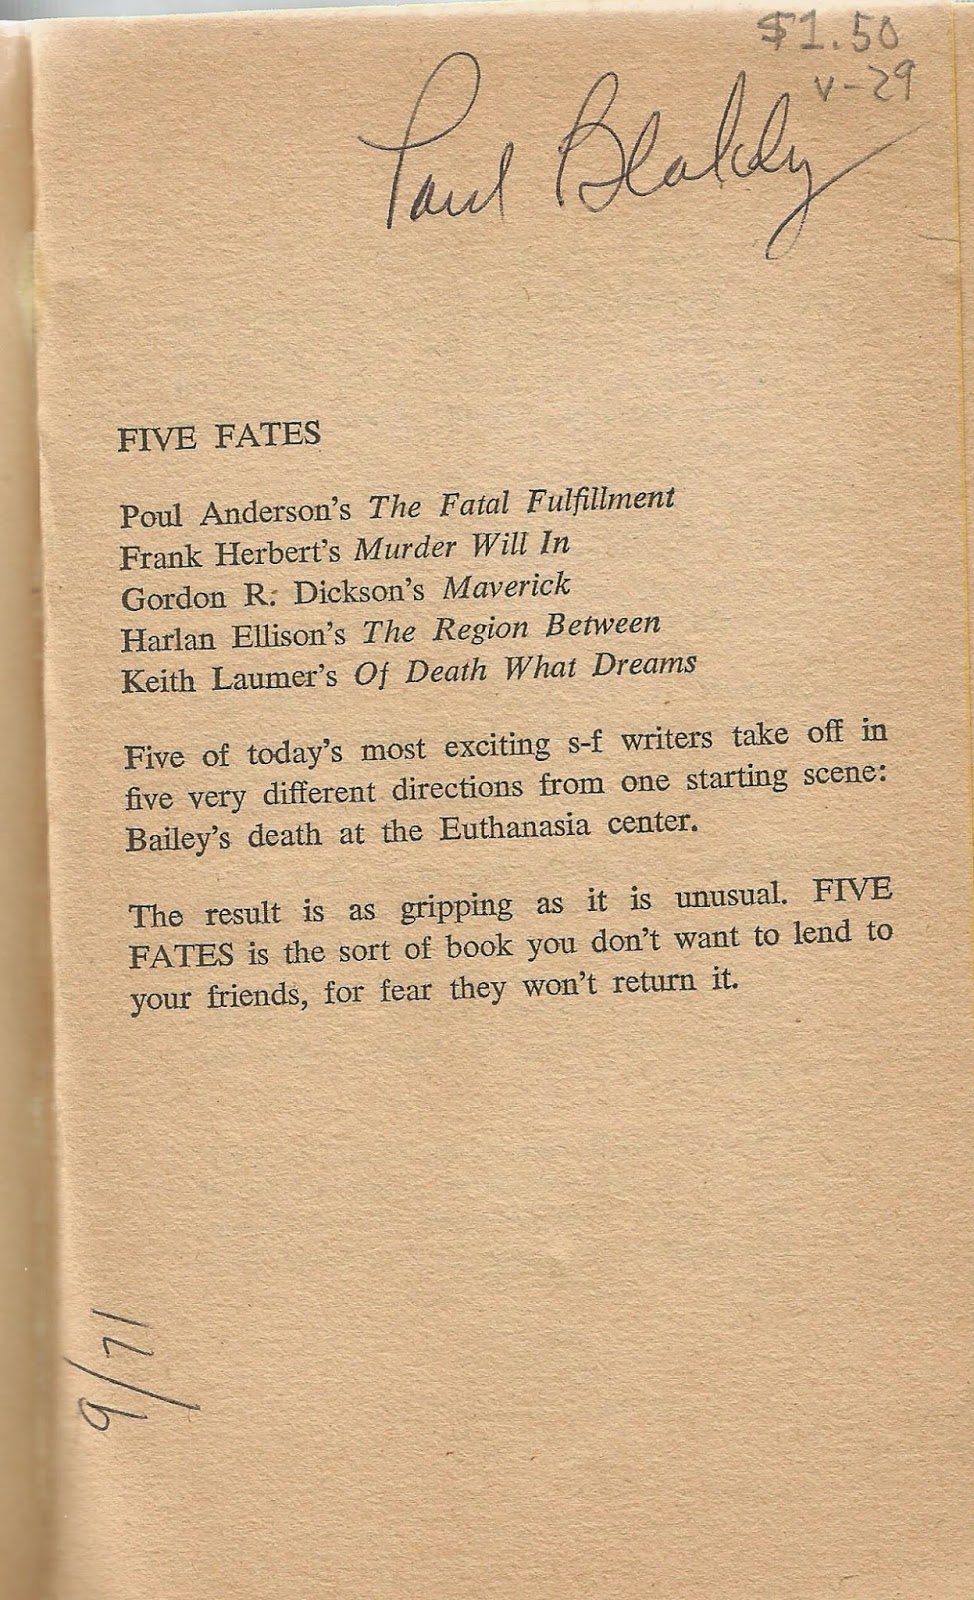 $1.50
v-29
Paul
FIVE FATES
Poul Anderson's The Fatal Fulfillment
Frank Herbert's Murder Will In
Gordon R. Dickson's Maverick
Harlan Ellison's The Region Between
Keith Laumer's Of Death What Dreams
Five of today's most exciting s-f writers take off in
five very different directions from one starting scene:
Bailey's death at the Euthanasia center.
The result is as gripping as it is unusual. FIVE
FATES is the sort of book you don't want to lend to
your friends, for fear they won't return it.
9/71